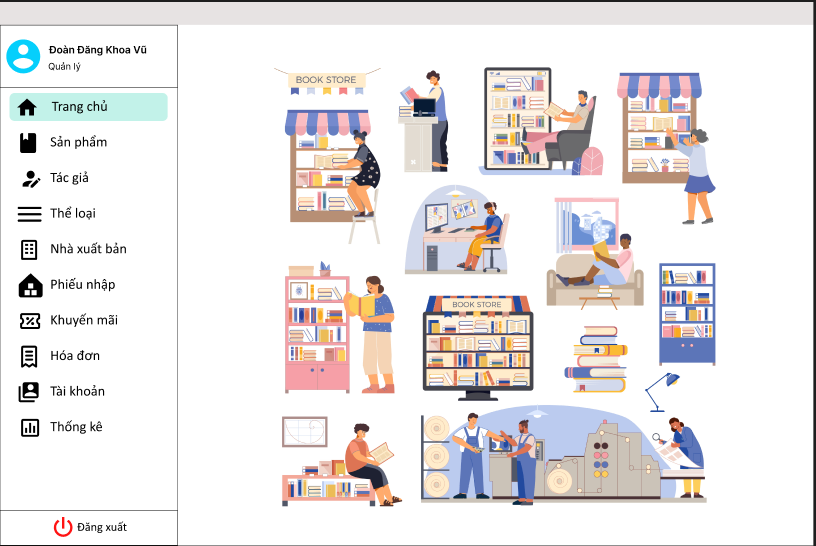 Đoàn Đăng Khoa Vũ
Quản lý
Trang chủ
Sản phẩm
Tác giả
Thể loại
Nhà xuất bản
Phiếu nhập
Khuyến mãi
Hóa đơn
Tài khoản
Thống kê
Đăng xuất
BOOK STORE
BOOK STORE